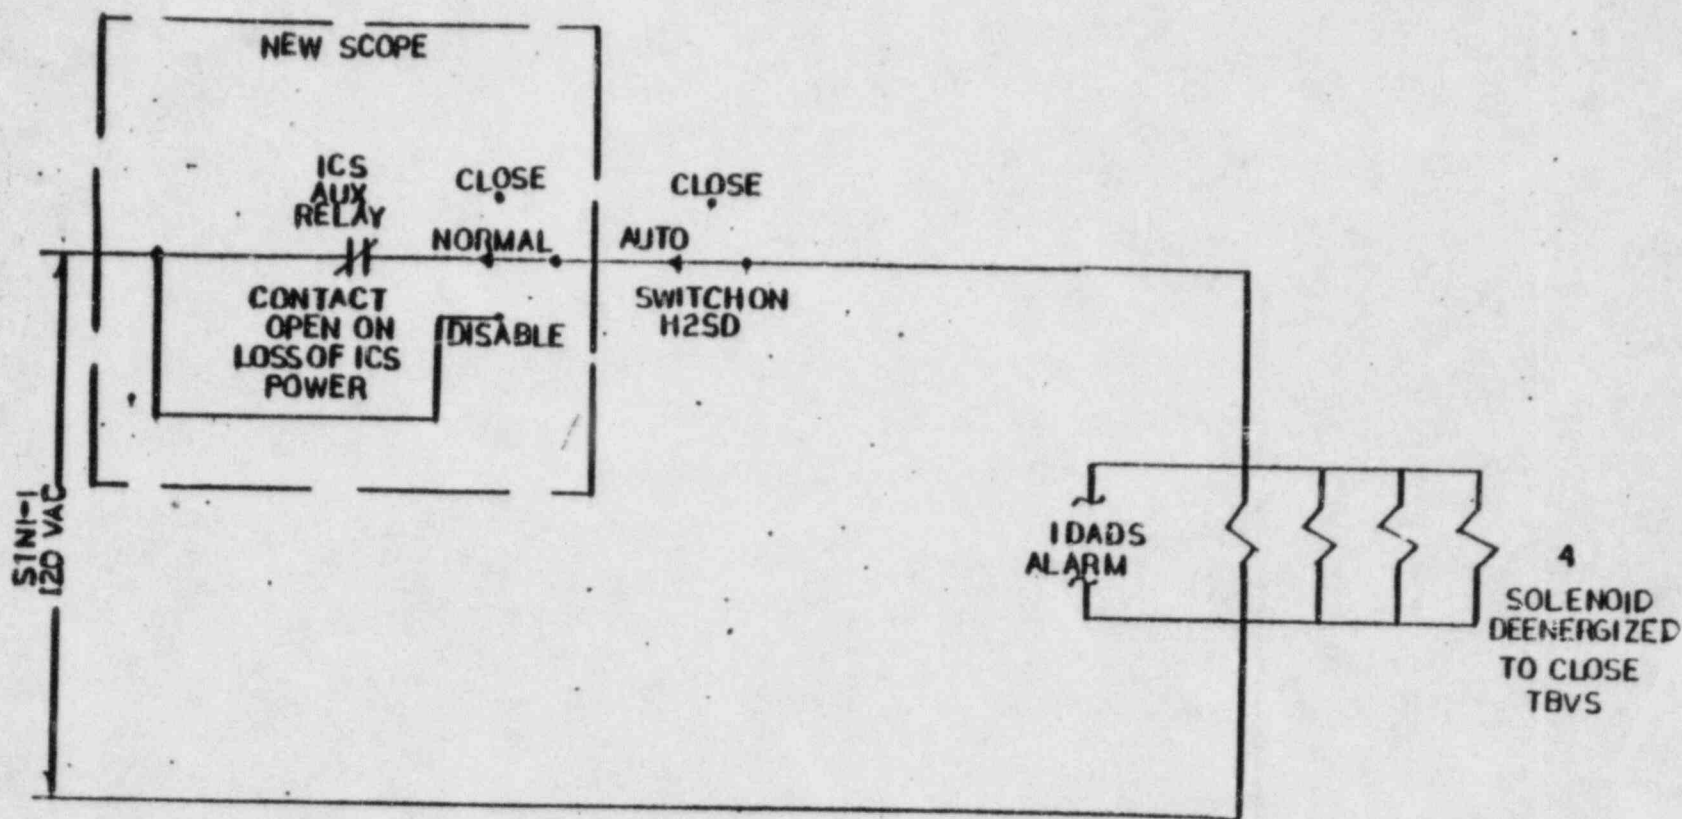 NEW SCOPE
ICS
AUX
RELAY
CLOSE
CLOSE
NORMAL
AUTO
CONTACT
OPEN ON
LOSS OF ICS
POWER
DISABLE
SWITCH ON
H2SD
S1N1-1
120 VAC
IDADS
ALARM
4
SOLENOID
DEENERGIZED
TO CLOSE
TBVS